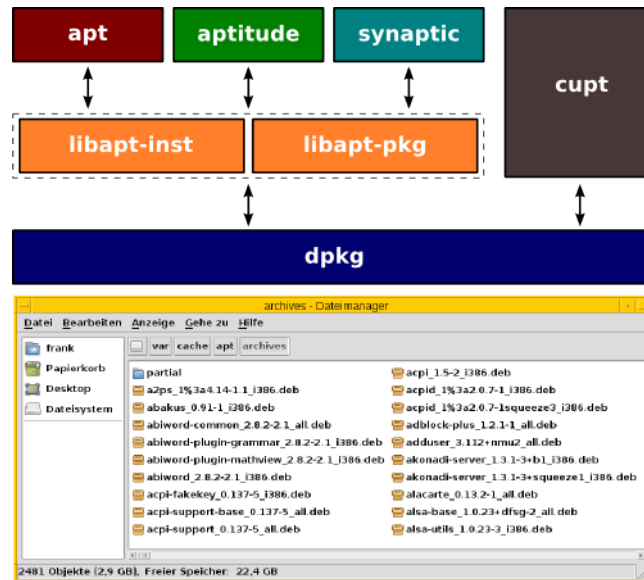 apt aptitude synaptic
cupt
libapt-inst libapt-pkg
dpkg
archives - Dateimanager
Datei Bearbeiten Anzeige Gehe zu Hilfe
frank
Papierkorb
Desktop
Dateisystem
var cache apt archives
partial
a2ps_1%3a4.14-1.1_i386.deb
abakus_0.91-1_i386.deb
abiword-common_2.8.2-2.1_all.deb
abiword-plugin-grammar_2.8.2-2.1_i386.deb
abiword-plugin-mathview_2.8.2-2.1_i386.deb
abiword_2.8.2-2.1_i386.deb
acpi-fakekey_0.137-5_i386.deb
acpi-support-base_0.137-5_all.deb
acpi-support_0.137-5_all.deb
acpi_1.5-2_i386.deb
acpid_1%3a2.0.7-1_i386.deb
acpid_1%3a2.0.7-1squeeze3_i386.deb
adblock-plus_1.2.1-1_all.deb
adduser_3.112+nmu2_all.deb
akonadi-server_1.3.1-3+b1_i386.deb
akonadi-server_1.3.1-3+squeeze1_i386.deb
alacarte_0.13.2-1_all.deb
alsa-base_1.0.23+dfsg-2_all.deb
alsa-utils_1.0.23-3_i386.deb
2481 Objekte (2,9 GB), Freier Speicher: 22,4 GB